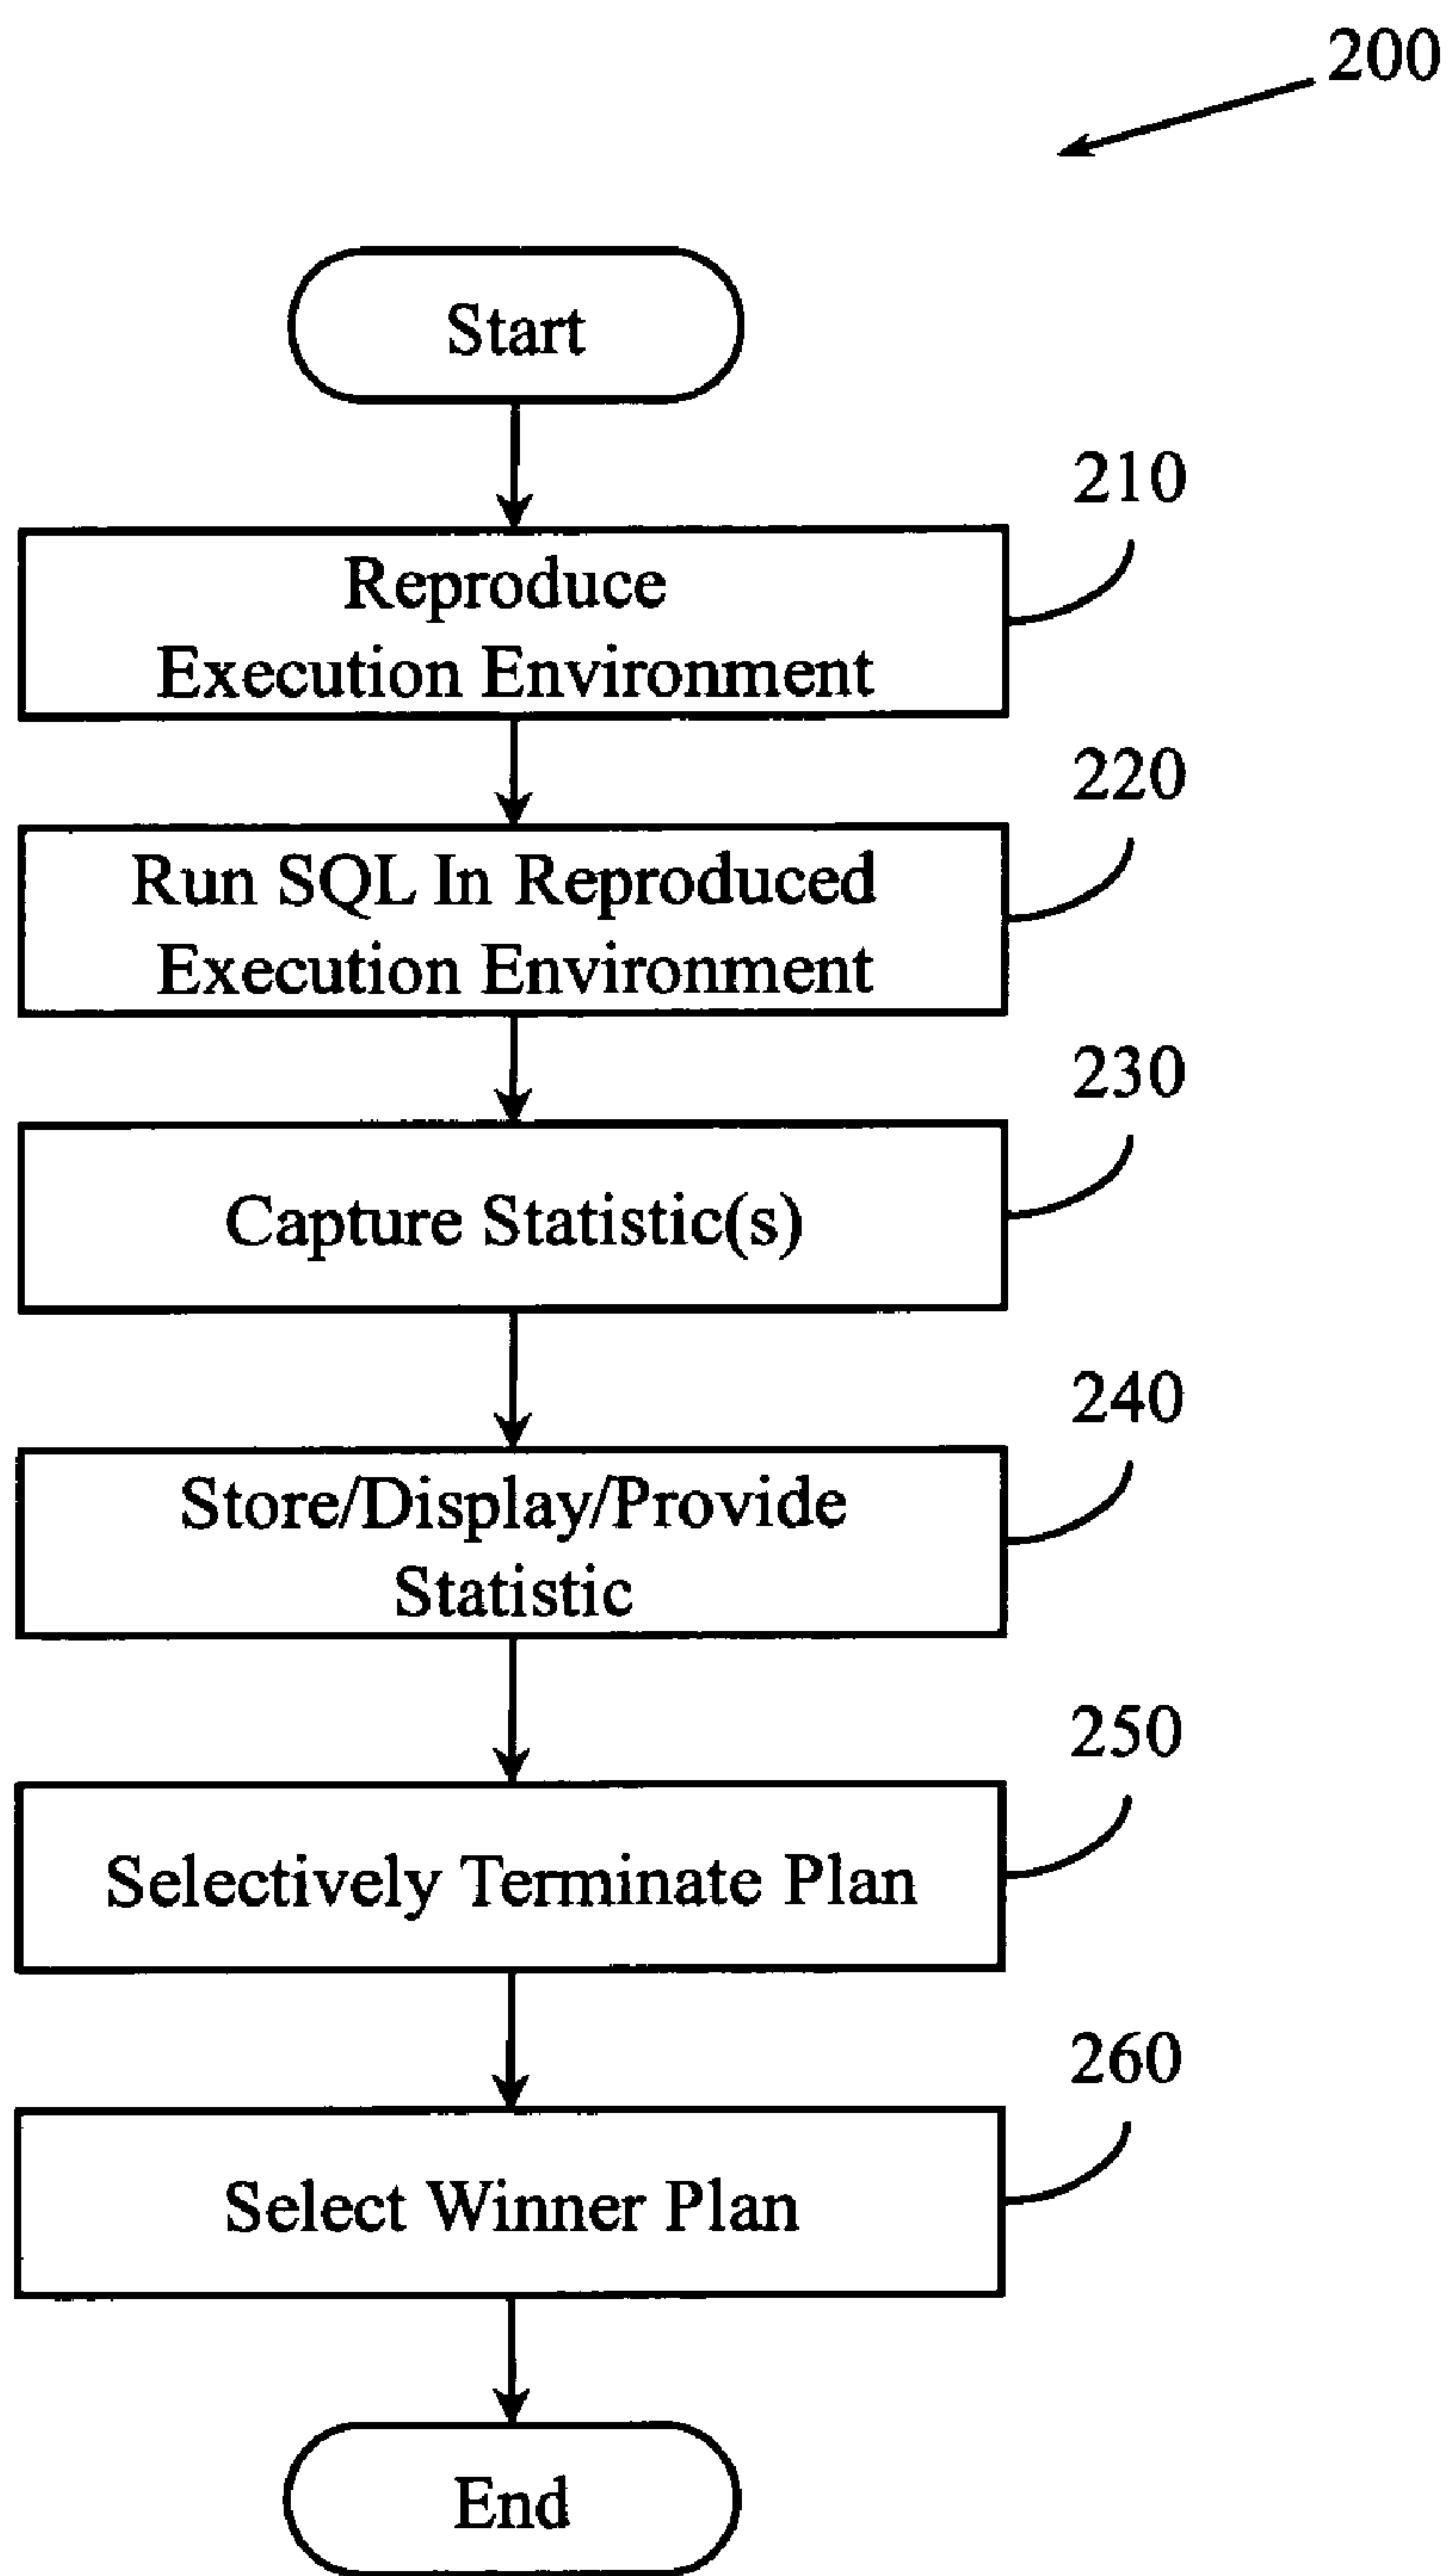 200
Start
210
Reproduce
Execution Environment
220
Run SQL In Reproduced
Execution Environment
230
Capture Statistic(s)
240
Store/Display/Provide
Statistic
250
Selectively Terminate Plan
260
Select Winner Plan
End